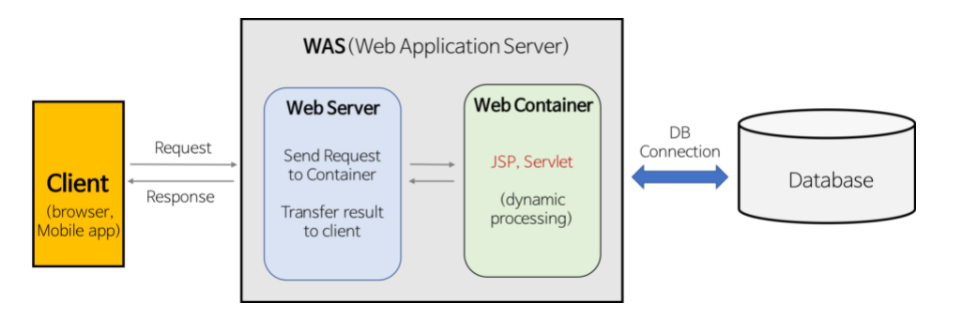 WAS(Web Application Server)
Client
(browser,
Mobile app)
Request
Response
Web Server
Send Request
to Container
Transfer result
to client
Web Container
JSP, Servlet
(dynamic
processing)
DB
Connection
Database